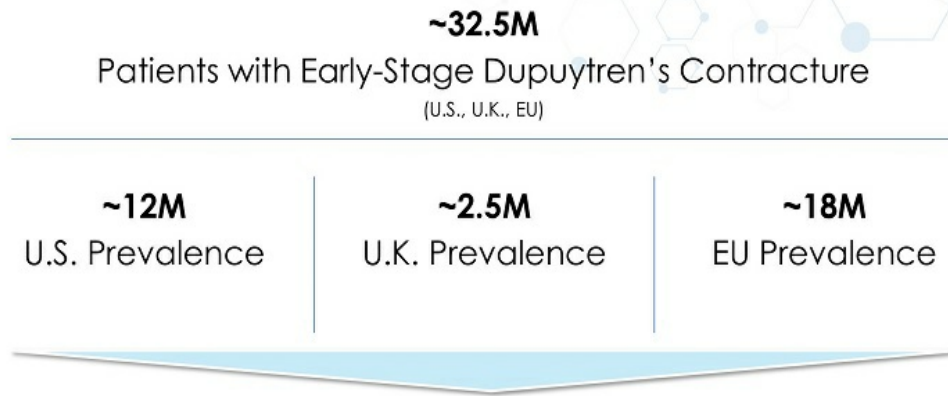 ~32.5M
Patients with Early-Stage Dupuytren's Contracture
(U.S., U.K., EU)
~12M
U.S. Prevalence
~2.5M
U.K. Prevalence
~18M
EU Prevalence